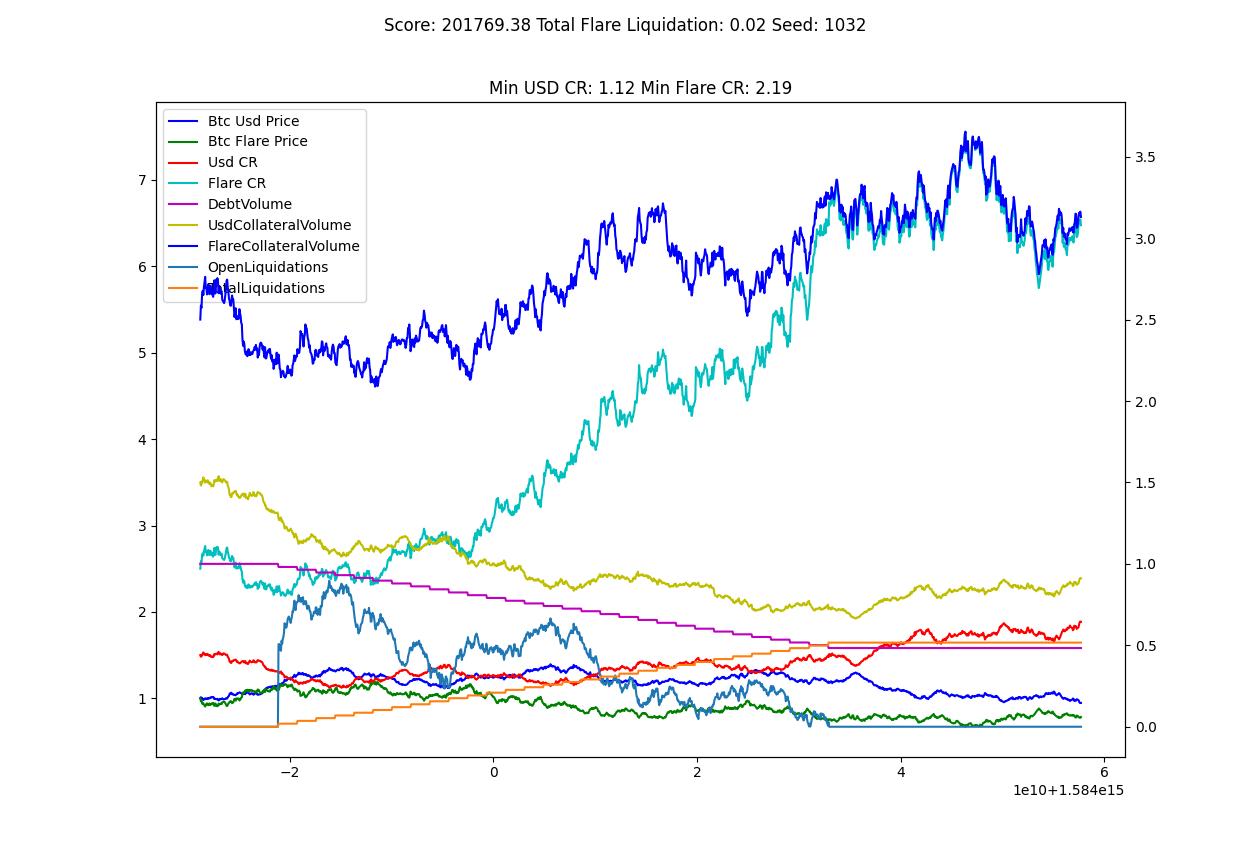 Score: 201769.38 Total Flare Liquidation: 0.02 Seed: 1032
Min USD CR: 1.12 Min Flare CR: 2.19
Btc Usd Price
Btc Flare Price
Usd CR
Flare CR
DebtVolume
UsdCollateralVolume
FlareCollateralVolume
OpenLiquidations
TotalLiquidations
7
6
5
4
3
2
1
3.5
3.0
2.5
2.0
1.5
1.0
0.5
0.0
−2 0 2 4 6
1e10+1.584e15